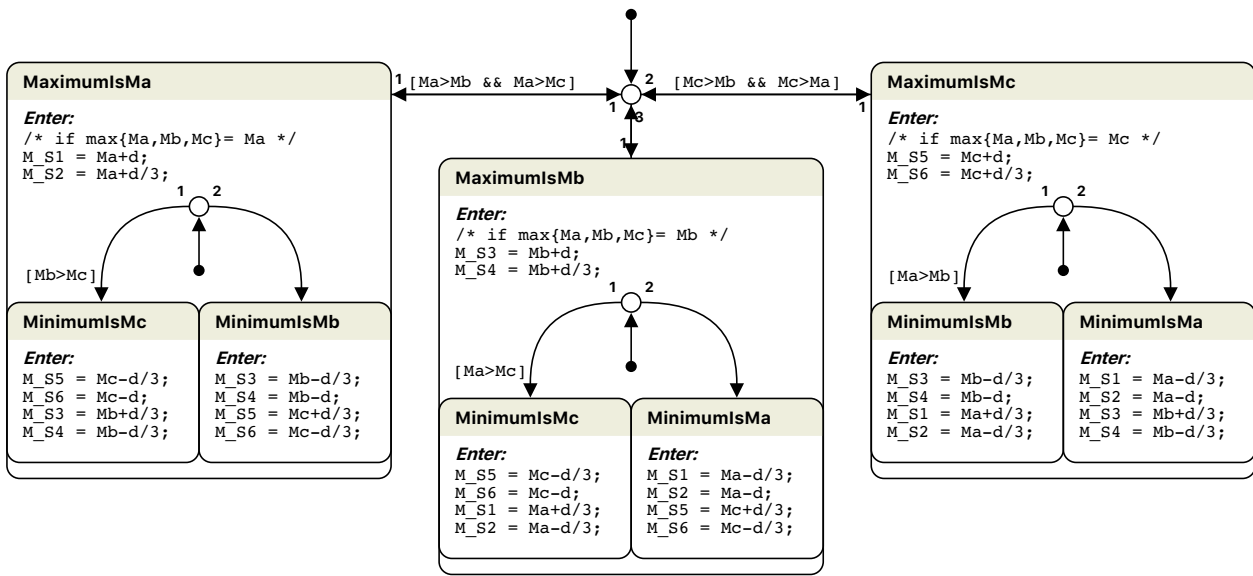 MaximumIsMa
Enter:
/* if max{Ma,Mb,Mc}= Ma */
M_S1 = Ma+d;
M_S2 = Ma+d/3;
1
2
[Mb>Mc]
MinimumIsMc
Enter:
M_S5 = Mc-d/3;
M_S6 = Mc-d;
M_S3 = Mb+d/3;
M_S4 = Mb-d/3;
MinimumIsMb
Enter:
M_S3 = Mb-d/3;
M_S4 = Mb-d;
M_S5 = Mc+d/3;
M_S6 = Mc-d/3;
1
[Ma>Mb && Ma>Mc]
1
2
[Mc>Mb && Mc>Ma]
1
3
1
MaximumIsMb
Enter:
/* if max{Ma,Mb,Mc}= Mb */
M_S3 = Mb+d;
M_S4 = Mb+d/3;
1
2
[Ma>Mc]
MinimumIsMc
Enter:
M_S5 = Mc-d/3;
M_S6 = Mc-d;
M_S1 = Ma+d/3;
M_S2 = Ma-d/3;
MinimumIsMa
Enter:
M_S1 = Ma-d/3;
M_S2 = Ma-d;
M_S5 = Mc+d/3;
M_S6 = Mc-d/3;
MaximumIsMc
Enter:
/* if max{Ma,Mb,Mc}= Mc */
M_S5 = Mc+d;
M_S6 = Mc+d/3;
1
2
[Ma>Mb]
MinimumIsMb
Enter:
M_S3 = Mb-d/3;
M_S4 = Mb-d;
M_S1 = Ma+d/3;
M_S2 = Ma-d/3;
MinimumIsMa
Enter:
M_S1 = Ma-d/3;
M_S2 = Ma-d;
M_S3 = Mb+d/3;
M_S4 = Mb-d/3;